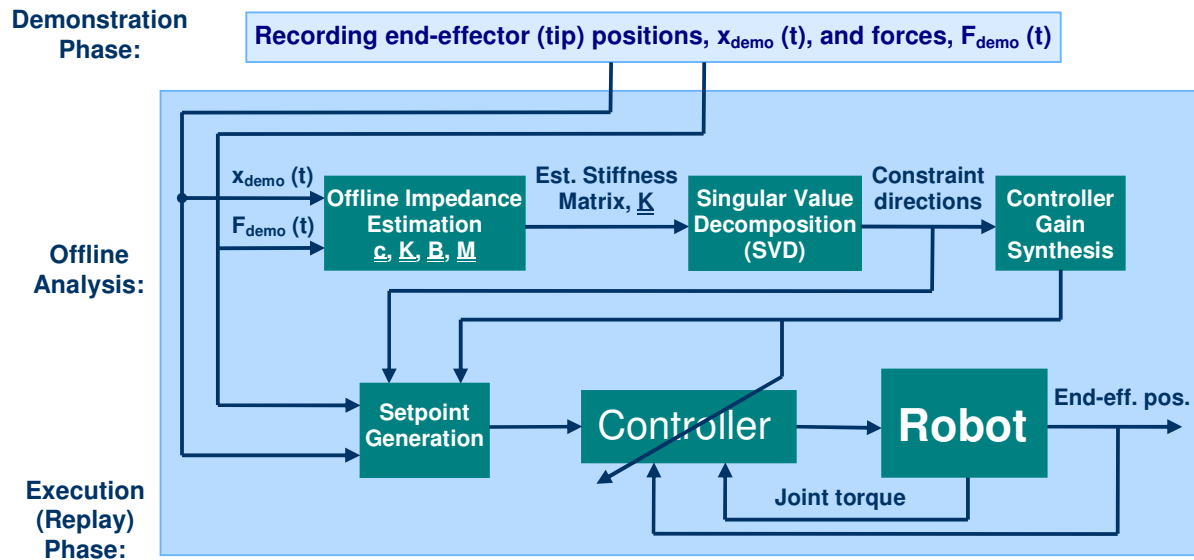 Demonstration
Phase:
Recording end-effector (tip) positions, xdemo (t), and forces, Fdemo (t)
xdemo (t)
Fdemo (t)
Offline Impedance
Estimation
c, K, B, M
Est. Stiffness
Matrix, K
Singular Value
Decomposition
(SVD)
Constraint
directions
Controller
Gain
Synthesis
Offline
Analysis:
Setpoint
Generation
Controller
Robot
End-eff. pos.
Joint torque
Execution
(Replay)
Phase: